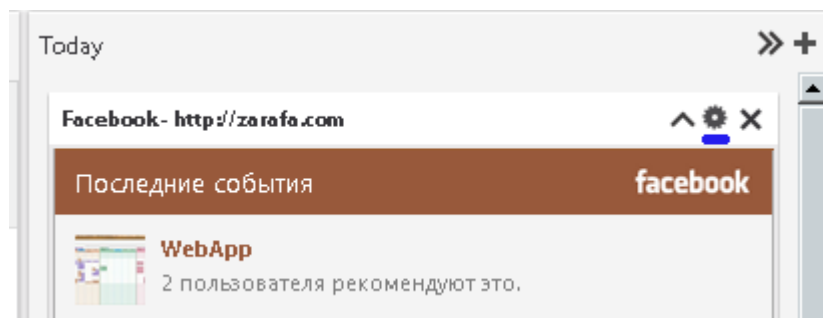 Today
Facebook- http://zarafa.com
Последние события facebook
WebApp
2 пользователя рекомендуют это.